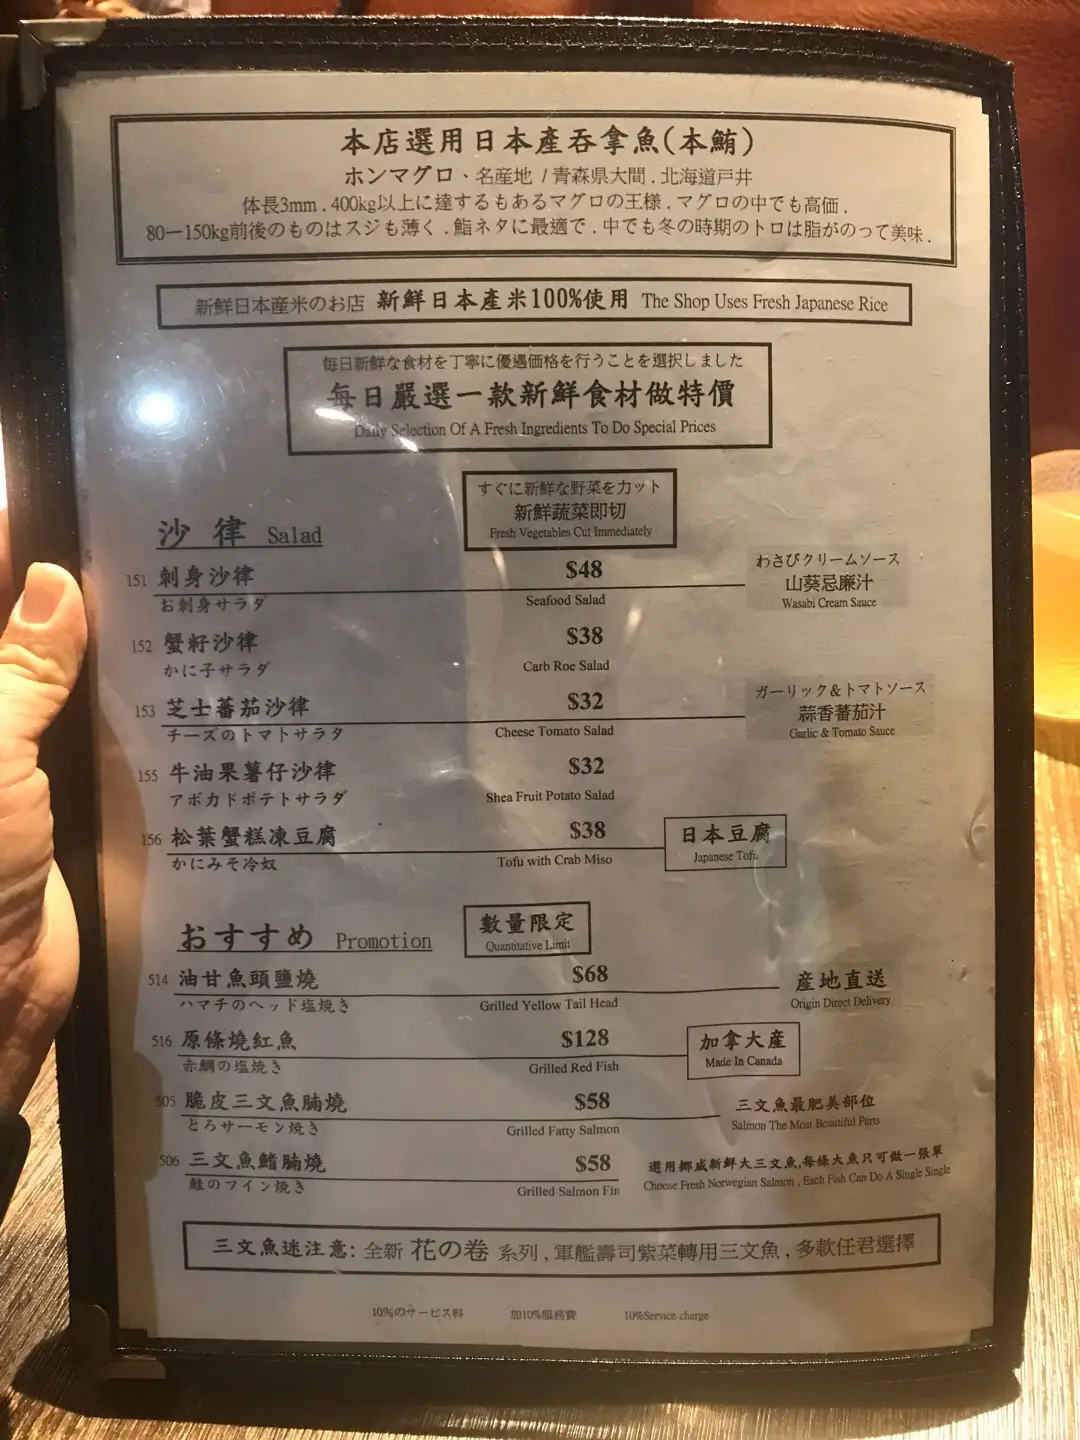 本店選用日本產吞拿魚(本鮪)
ホンマグロ、名産地 / 青森県大間 . 北海道戸井
体長3mm . 400kg以上に達するもあるマグロの王様 . マグロの中でも高価 .
80一150kg前後のものはスジも薄く . 鮨ネタに最適で . 中でも冬の時期のトロは脂がのって美味 .
新鮮日本産米のお店 新鮮日本產米100%使用 The Shop Uses Fresh Japanese Rice
毎日新鮮な食材を丁寧に優遇価格を行うことを選択しました
每日嚴選一款新鮮食材做特價
Daily Selection Of A Fresh Ingredients To Do Special Prices
すぐに新鮮な野菜を力ット
新鮮蔬菜即切
Fresh Vegetables Cut Immediately
沙律 Salad
151 刺身沙律 $48
お刺身サラダ Seafood Salad
わさびクリームソース
山葵忌廉汁
Wasabi Cream Sauce
152 蟹籽沙律 $38
かに子サラダ Carb Roe Salad
153 芝士蕃茄沙律 $32
チーズのトマトサラタ Cheese Tomato Salad
ガーリック＆トマトソース
蒜香蕃茄汁
Garlic & Tomato Sauce
155 牛油果薯仔沙律 $32
アボカドポテトサラダ Shea Fruit Potato Salad
156 松葉蟹糕凍豆腐 $38
かにみそ冷奴 Tofu with Crab Miso
日本豆腐
Japanese Tofu
おすすめ Promotion
數量限定
Quantitative Limit
514 油甘魚頭鹽燒 $68
ハマチのヘッド塩焼き Grilled Yellow Tail Head
産地直送
Origin Direct Delivery
516 原條燒紅魚 $128
赤鯛の塩焼き Grilled Red Fish
加拿大産
Made In Canada
505 脆皮三文魚腩燒 $58
とろサーモン焼き Grilled Fatty Salmon
三文魚最肥美部位
Salmon The Most Beautiful Parts
506 三文魚鰭腩燒 $58
鮭のフイン焼き Grilled Salmon Fin
選用挪威新鮮大三文魚,每條大魚只可做一張單
Choose Fresh Norwegian Salmon , Each Fish Can Do A Single Single
三文魚迷注意: 全新 花の卷 系列 , 軍艦壽司紫菜轉用三文魚 , 多款任君選擇
10%のサービス料 加10%服務費 10%Service charge